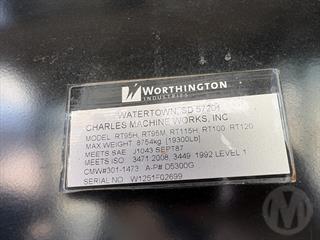 WORTHINGTON
INDUSTRIES
WATERTOWN, SD 57201
CHARLES MACHINE WORKS, INC
MODEL RT95H, RT95M, RT115H, RT100, RT120
MAX.WEIGHT: 8754kg [19300Lb]
MEETS SAE J1043 SEPT87
MEETS ISO 3471:2008, 3449 :1992 LEVEL 1
CMW#301-1473 A-P# D5300G
SERIAL NO W1251F02699